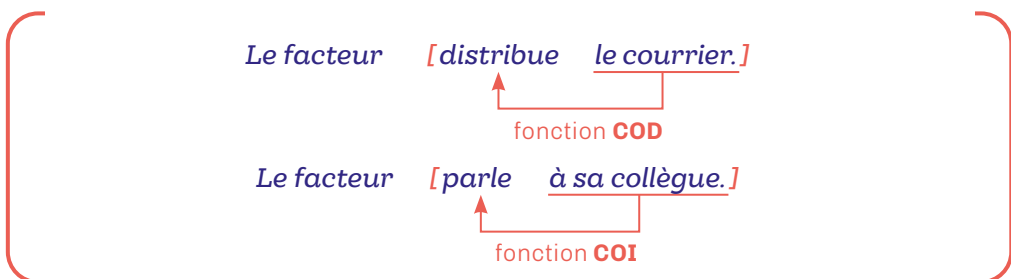 Le facteur [distribue le courrier.]
fonction COD
Le facteur [parle à sa collègue.]
fonction COI